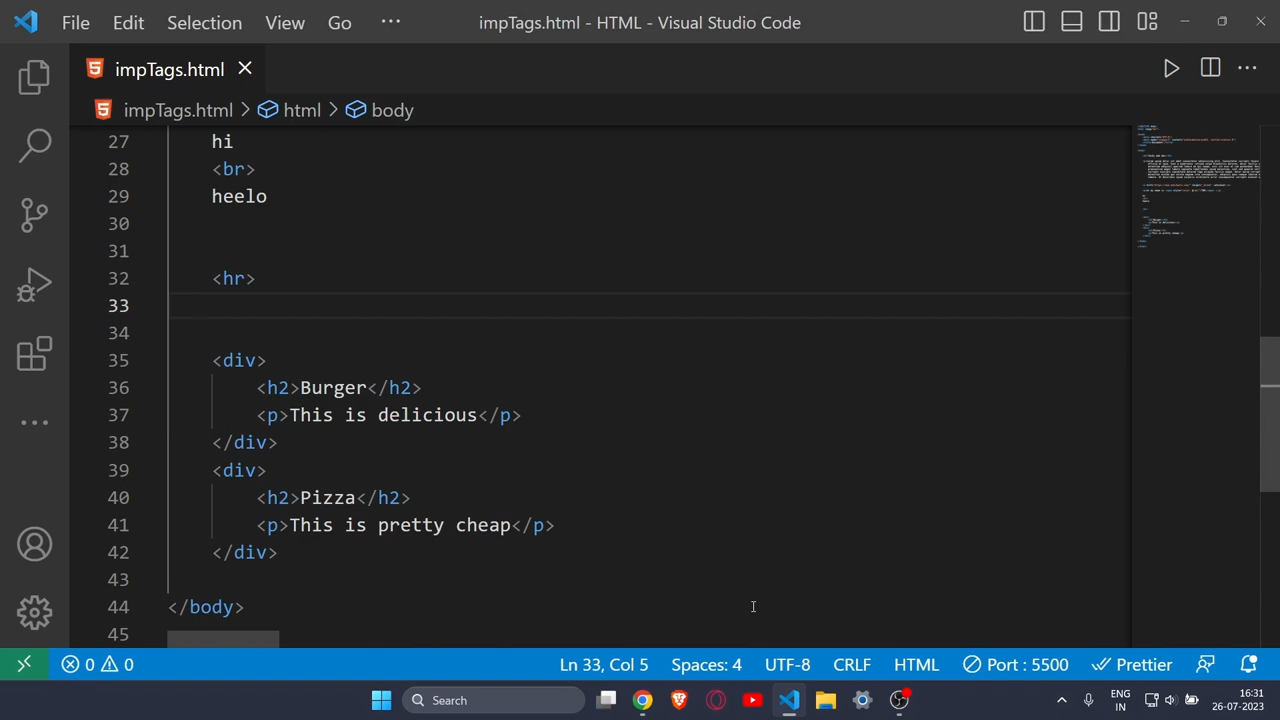 File Edit Selection View Go ··· impTags.html - HTML - Visual Studio Code
impTags.html
impTags.html > html > body
27 hi
28 <br>
29 heelo
30
31
32 <hr>
33
34
35 <div>
36 <h2>Burger</h2>
37 <p>This is delicious</p>
38 </div>
39 <div>
40 <h2>Pizza</h2>
41 <p>This is pretty cheap</p>
42 </div>
43
44 </body>
45
0 0 Ln 33, Col 5 Spaces: 4 UTF-8 CRLF HTML Port : 5500 Prettier
Search ENG 16:31
IN 26-07-2023